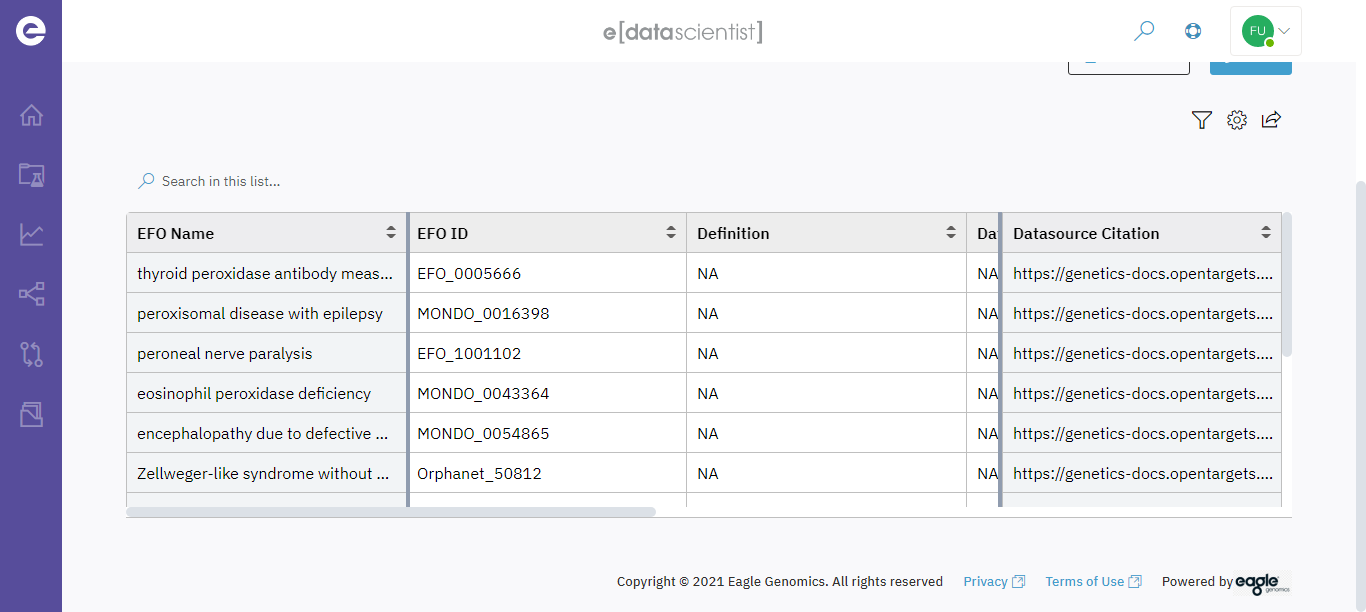 e[datascientist]
FU
Search in this list...
EFO Name EFO ID Definition Da Datasource Citation
thyroid peroxidase antibody meas... EFO_0005666 NA NA https://genetics-docs.opentargets....
peroxisomal disease with epilepsy MONDO_0016398 NA NA https://genetics-docs.opentargets....
peroneal nerve paralysis EFO_1001102 NA NA https://genetics-docs.opentargets....
eosinophil peroxidase deficiency MONDO_0043364 NA NA https://genetics-docs.opentargets....
encephalopathy due to defective ... MONDO_0054865 NA NA https://genetics-docs.opentargets....
Zellweger-like syndrome without ... Orphanet_50812 NA NA https://genetics-docs.opentargets....
Copyright © 2021 Eagle Genomics. All rights reserved Privacy Terms of Use Powered by eagle genomics